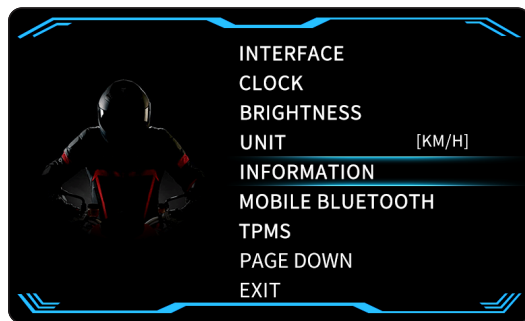 INTERFACE
CLOCK
BRIGHTNESS
UNIT [KM/H]
INFORMATION
MOBILE BLUETOOTH
TPMS
PAGE DOWN
EXIT